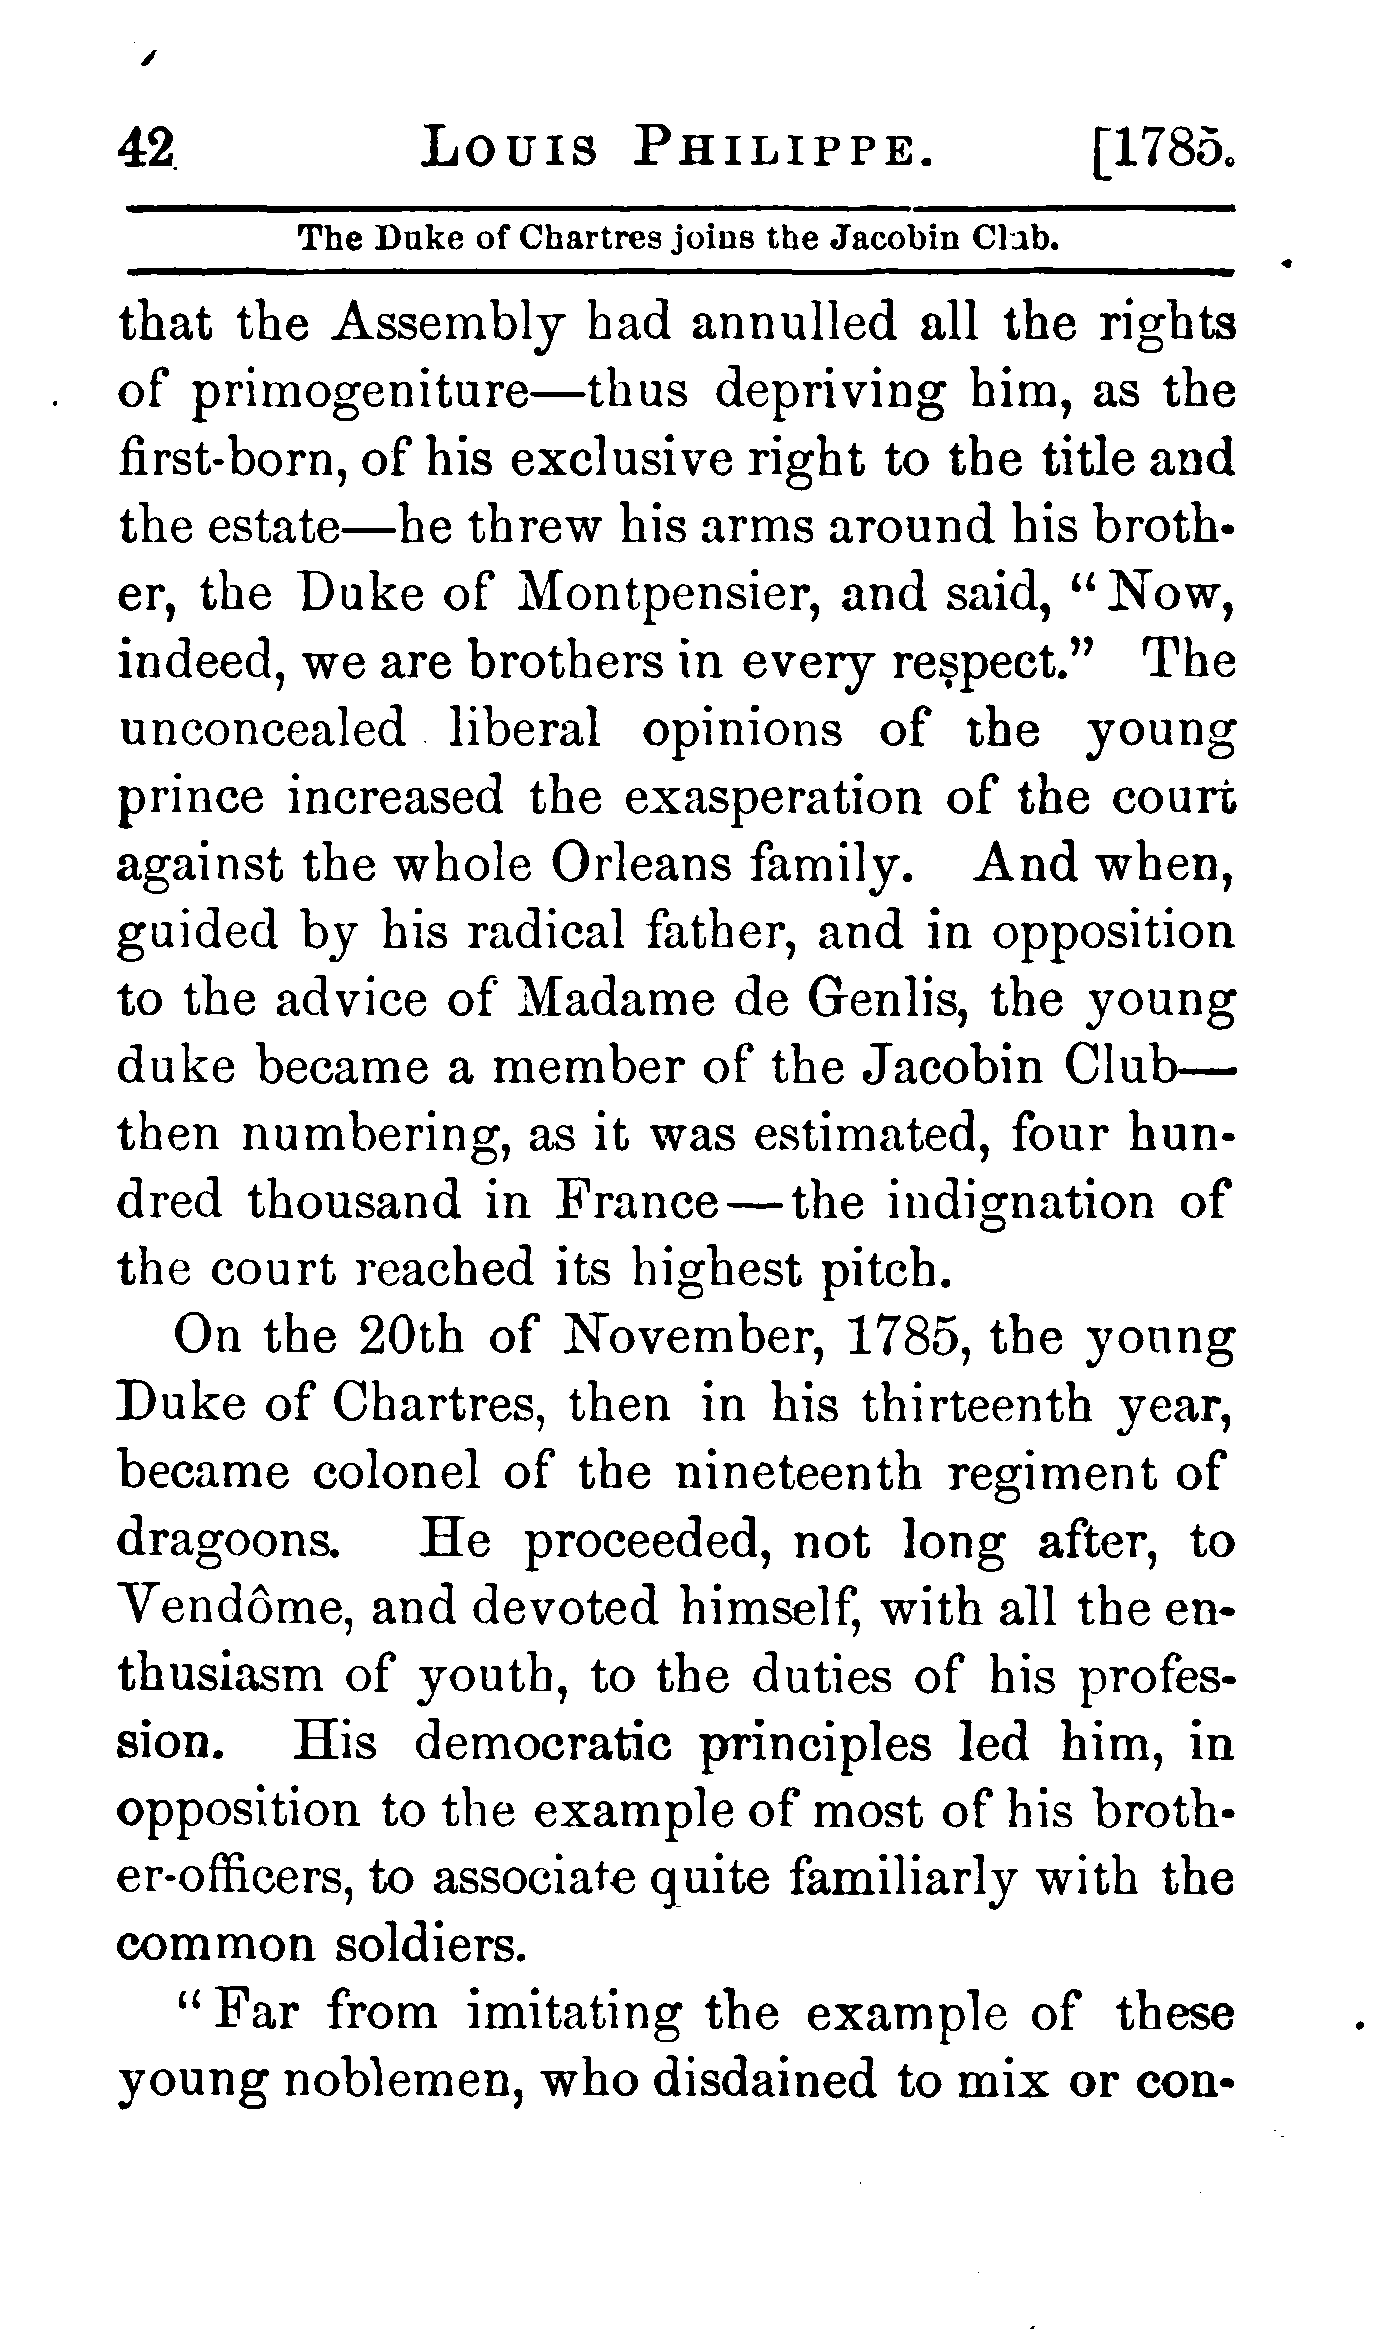 42 LOUIS PHILIPPE. [1785.
The Duke of Chartres joins the Jacobin Club.
that the Assembly had annulled all the rights
of primogeniture—thus depriving him, as the
first-born, of his exclusive right to the title and
the estate—he threw his arms around his broth-
er, the Duke of Montpensier, and said, “Now,
indeed, we are brothers in every respect.” The
unconcealed liberal opinions of the young
prince increased the exasperation of the court
against the whole Orleans family. And when,
guided by his radical father, and in opposition
to the advice of Madame de Genlis, the young
duke became a member of the Jacobin Club—
then numbering, as it was estimated, four hun-
dred thousand in France—the indignation of
the court reached its highest pitch.
On the 20th of November, 1785, the young
Duke of Chartres, then in his thirteenth year,
became colonel of the nineteenth regiment of
dragoons. He proceeded, not long after, to
Vendôme, and devoted himself, with all the en-
thusiasm of youth, to the duties of his profes-
sion. His democratic principles led him, in
opposition to the example of most of his broth-
er-officers, to associate quite familiarly with the
common soldiers.
“Far from imitating the example of these
young noblemen, who disdained to mix or con-